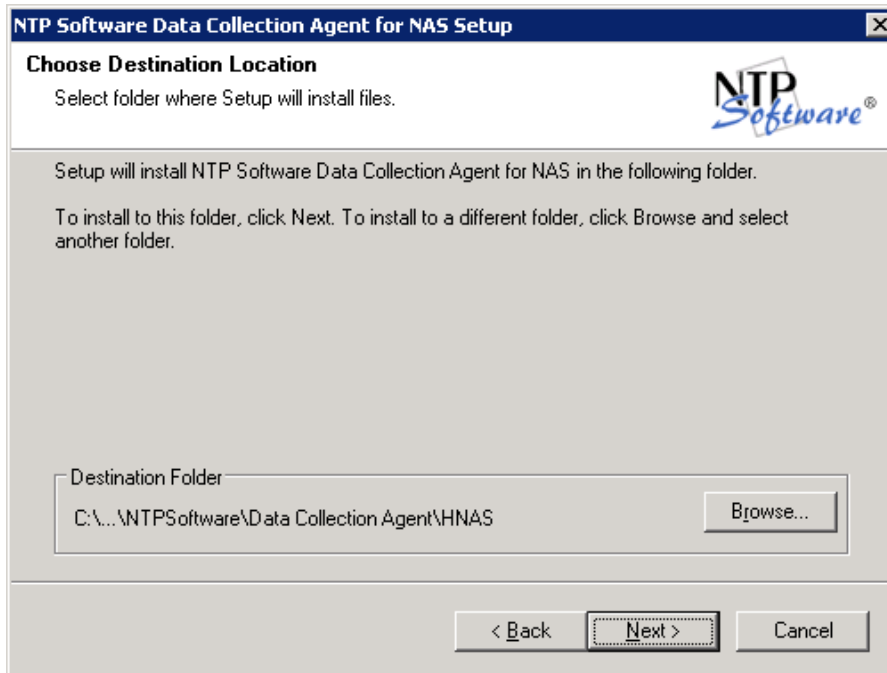 NTP Software Data Collection Agent for NAS Setup
Choose Destination Location
Select folder where Setup will install files.
NTP
Software®
Setup will install NTP Software Data Collection Agent for NAS in the following folder.
To install to this folder, click Next. To install to a different folder, click Browse and select
another folder.
Destination Folder
C:\...\NTPSoftware\Data Collection Agent\HNAS
Browse...
< Back
Next >
Cancel